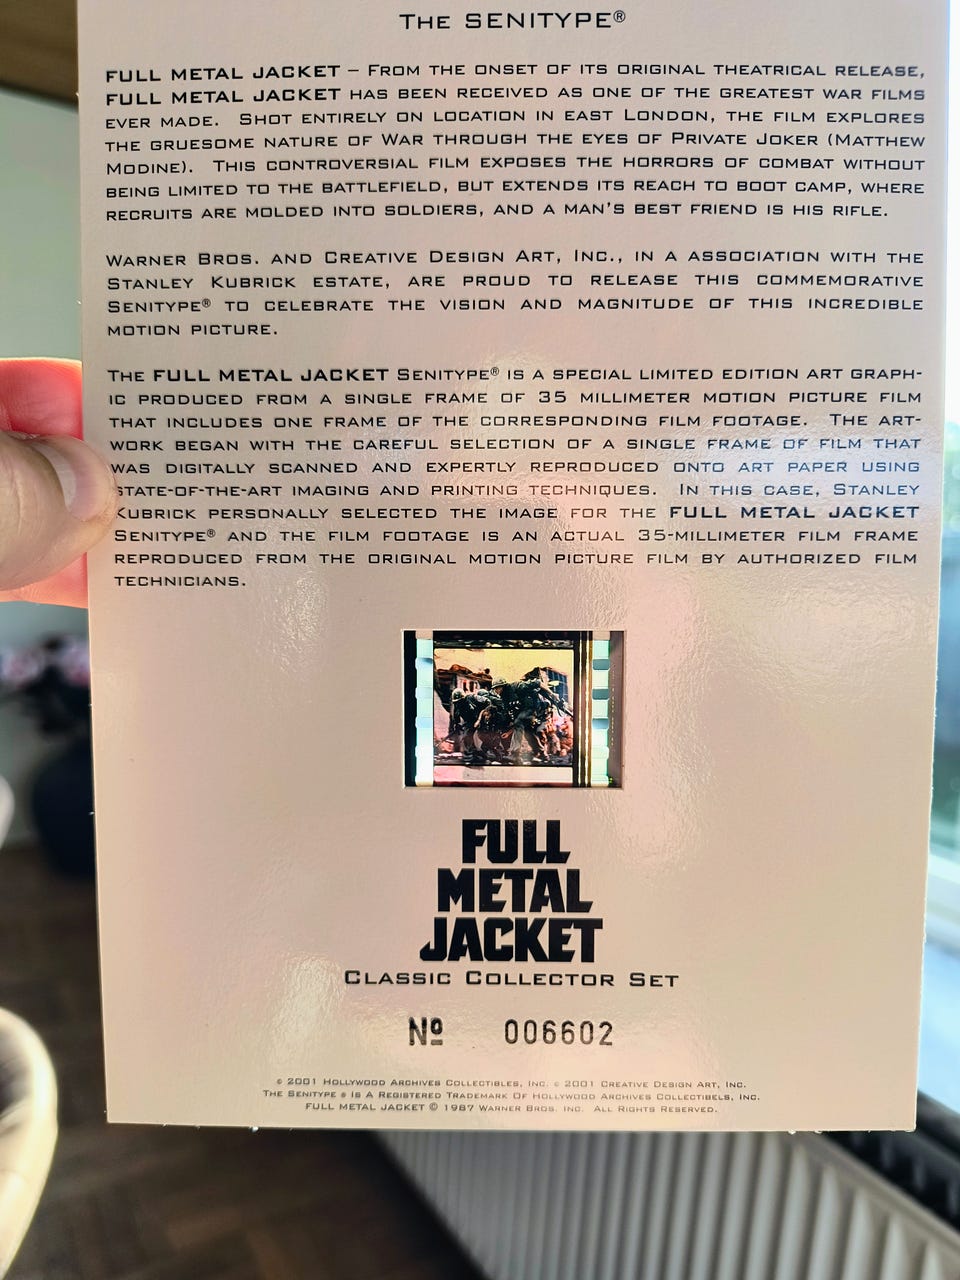 THE SENITYPE®
FULL METAL JACKET – FROM THE ONSET OF ITS ORIGINAL THEATRICAL RELEASE,
FULL METAL JACKET HAS BEEN RECEIVED AS ONE OF THE GREATEST WAR FILMS
EVER MADE. SHOT ENTIRELY ON LOCATION IN EAST LONDON, THE FILM EXPLORES
THE GRUESOME NATURE OF WAR THROUGH THE EYES OF PRIVATE JOKER (MATTHEW
MODINE). THIS CONTROVERSIAL FILM EXPOSES THE HORRORS OF COMBAT WITHOUT
BEING LIMITED TO THE BATTLEFIELD, BUT EXTENDS ITS REACH TO BOOT CAMP, WHERE
RECRUITS ARE MOLDED INTO SOLDIERS, AND A MAN'S BEST FRIEND IS HIS RIFLE.
WARNER BROS. AND CREATIVE DESIGN ART, INC., IN A ASSOCIATION WITH THE
STANLEY KUBRICK ESTATE, ARE PROUD TO RELEASE THIS COMMEMORATIVE
SENITYPE® TO CELEBRATE THE VISION AND MAGNITUDE OF THIS INCREDIBLE
MOTION PICTURE.
THE FULL METAL JACKET SENITYPE® IS A SPECIAL LIMITED EDITION ART GRAPH-
IC PRODUCED FROM A SINGLE FRAME OF 35 MILLIMETER MOTION PICTURE FILM
THAT INCLUDES ONE FRAME OF THE CORRESPONDING FILM FOOTAGE. THE ART-
WORK BEGAN WITH THE CAREFUL SELECTION OF A SINGLE FRAME OF FILM THAT
WAS DIGITALLY SCANNED AND EXPERTLY REPRODUCED ONTO ART PAPER USING
STATE-OF-THE-ART IMAGING AND PRINTING TECHNIQUES. IN THIS CASE, STANLEY
KUBRICK PERSONALLY SELECTED THE IMAGE FOR THE FULL METAL JACKET
SENITYPE® AND THE FILM FOOTAGE IS AN ACTUAL 35-MILLIMETER FILM FRAME
REPRODUCED FROM THE ORIGINAL MOTION PICTURE FILM BY AUTHORIZED FILM
TECHNICIANS.
FULL
METAL
JACKET
CLASSIC COLLECTOR SET
Nº 006602
© 2001 HOLLYWOOD ARCHIVES COLLECTIBLES, INC. © 2001 CREATIVE DESIGN ART, INC.
THE SENITYPE ® IS A REGISTERED TRADEMARK OF HOLLYWOOD ARCHIVES COLLECTIBELS, INC.
FULL METAL JACKET © 1987 WARNER BROS. INC. ALL RIGHTS RESERVED.